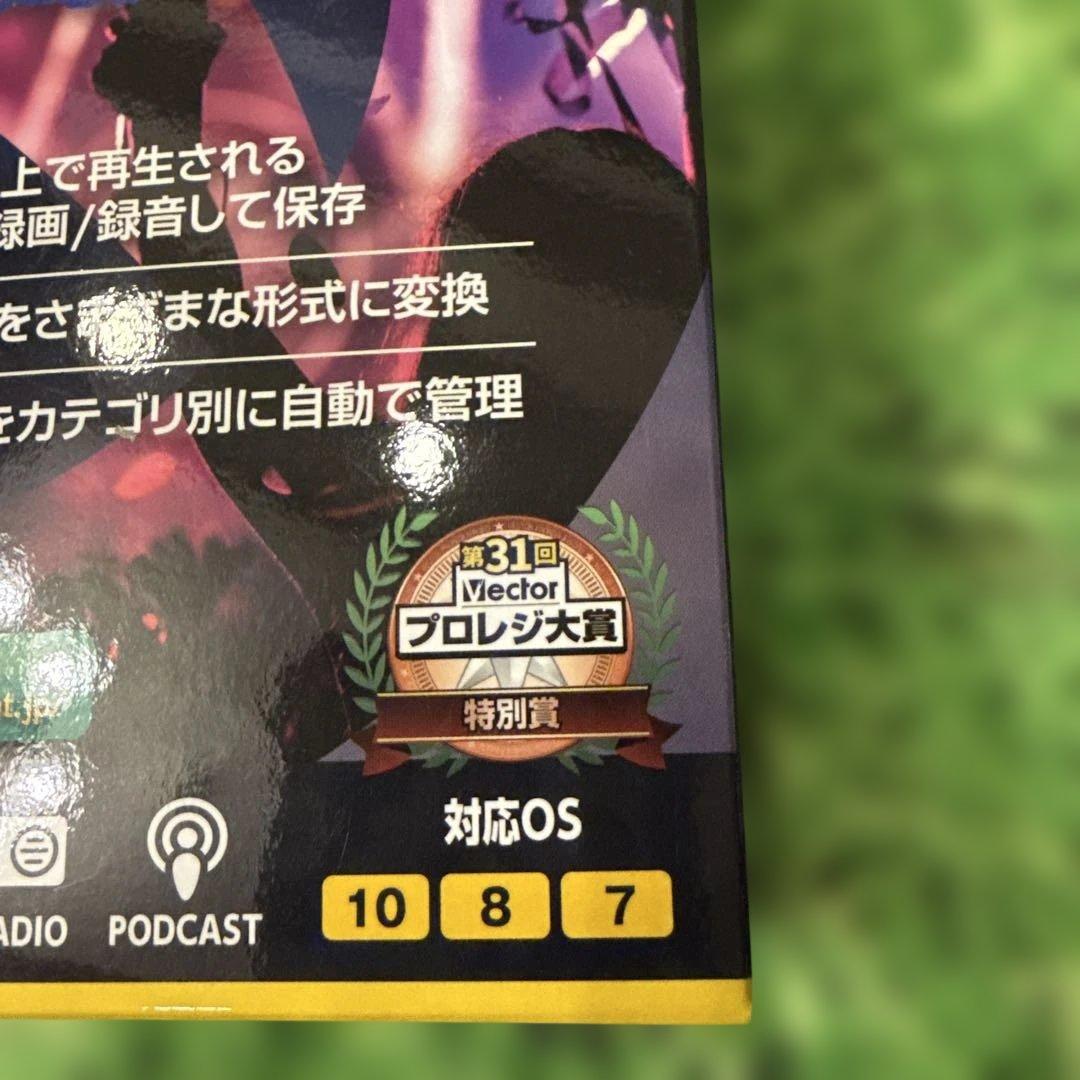 上で再生される
録画/録音して保存
をさまざまな形式に変換
をカテゴリ別に自動で管理
第31回
Vector
プロレジ大賞
特別賞
t.jp
対応OS
ADIO
PODCAST
10
8
7